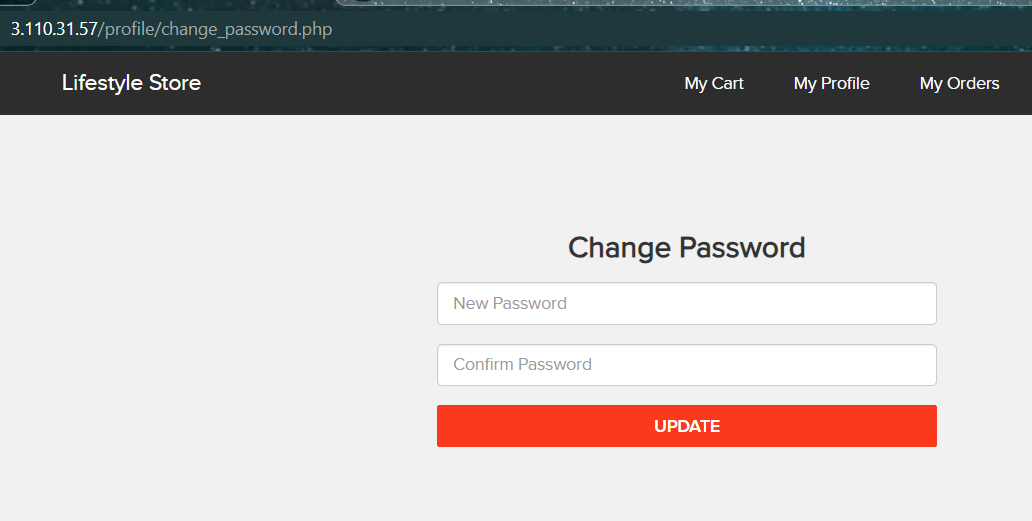 3.110.31.57/profile/change_password.php
Lifestyle Store My Cart My Profile My Orders
Change Password
New Password
Confirm Password
UPDATE